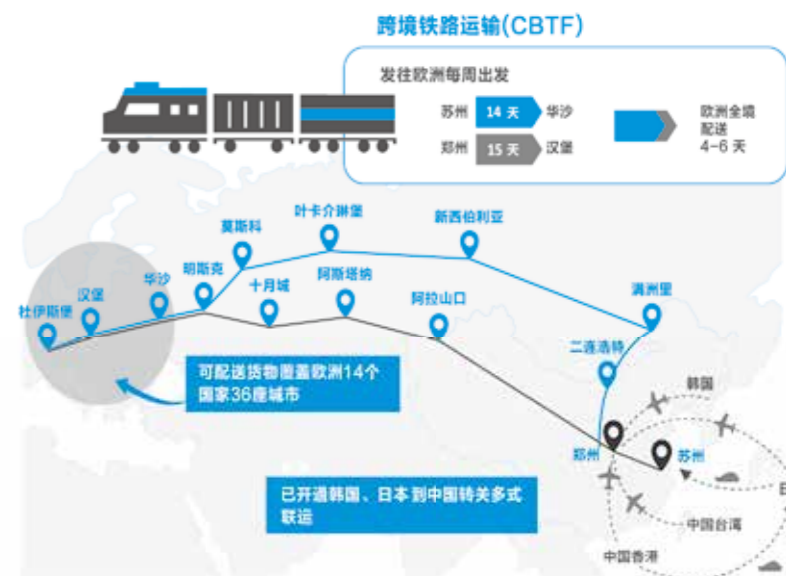 跨境铁路运输(CBTF)
发往欧洲每周出发
苏州 14 天 华沙
郑州 15 天 汉堡
欧洲全境
配送
4-6 天
叶卡介琳堡
新西伯利亚
莫斯科
明斯克
十月城
阿斯塔纳
阿拉山口
满洲里
华沙
汉堡
杜伊斯堡
二连浩特
可配送货物覆盖欧洲14个
国家36座城市
韩国
郑州
苏州
已开通韩国、日本到中国转关多式
联运
中国台湾
中国香港